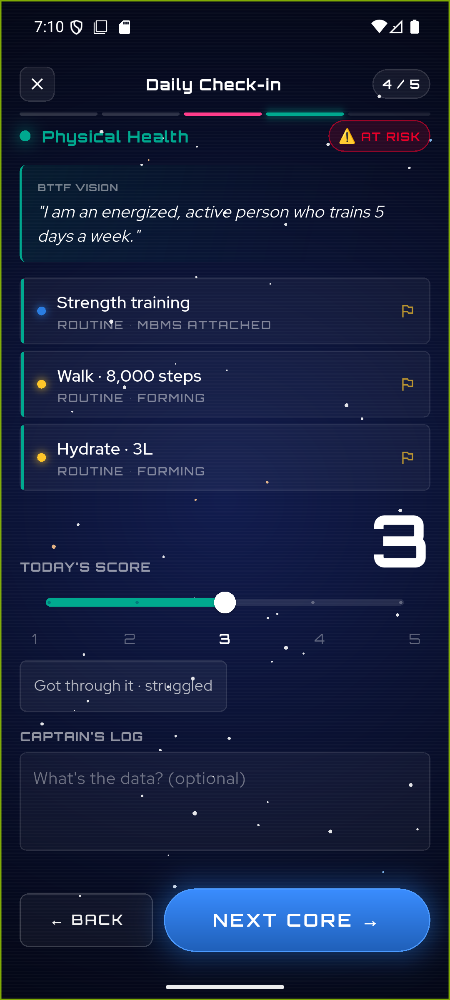 7:10
Daily Check-in
4 / 5
Physical Health
⚠️ AT RISK
BTTF VISION
"I am an energized, active person who trains 5
days a week."
Strength training
ROUTINE · MBMS ATTACHED
Walk · 8,000 steps
ROUTINE · FORMING
Hydrate · 3L
ROUTINE · FORMING
3
TODAY'S SCORE
1 2 3 4 5
Got through it · struggled
CAPTAIN'S LOG
What's the data? (optional)
← BACK
NEXT CORE →